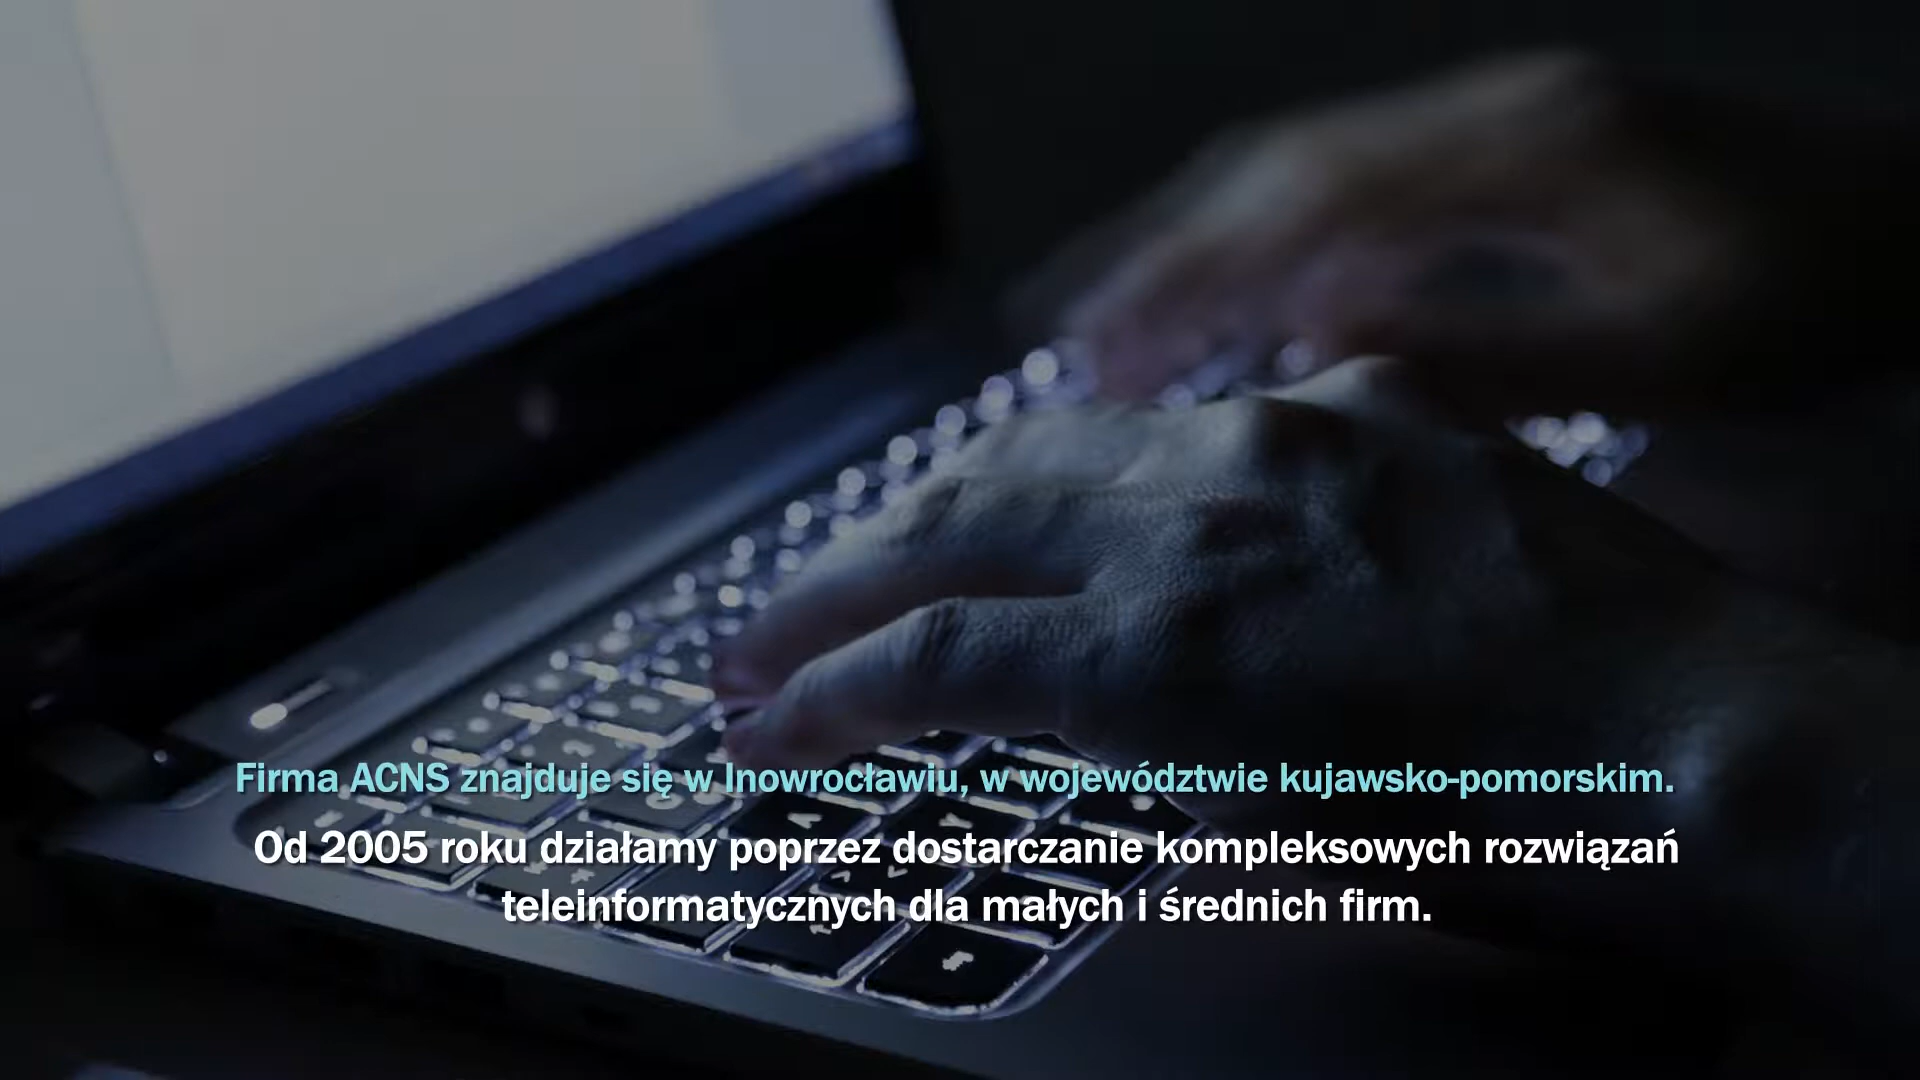 Firma ACNS znajduje się w Inowrocławiu, w województwie kujawsko-pomorskim.
Od 2005 roku działamy poprzez dostarczanie kompleksowych rozwiązań
teleinformatycznych dla małych i średnich firm.